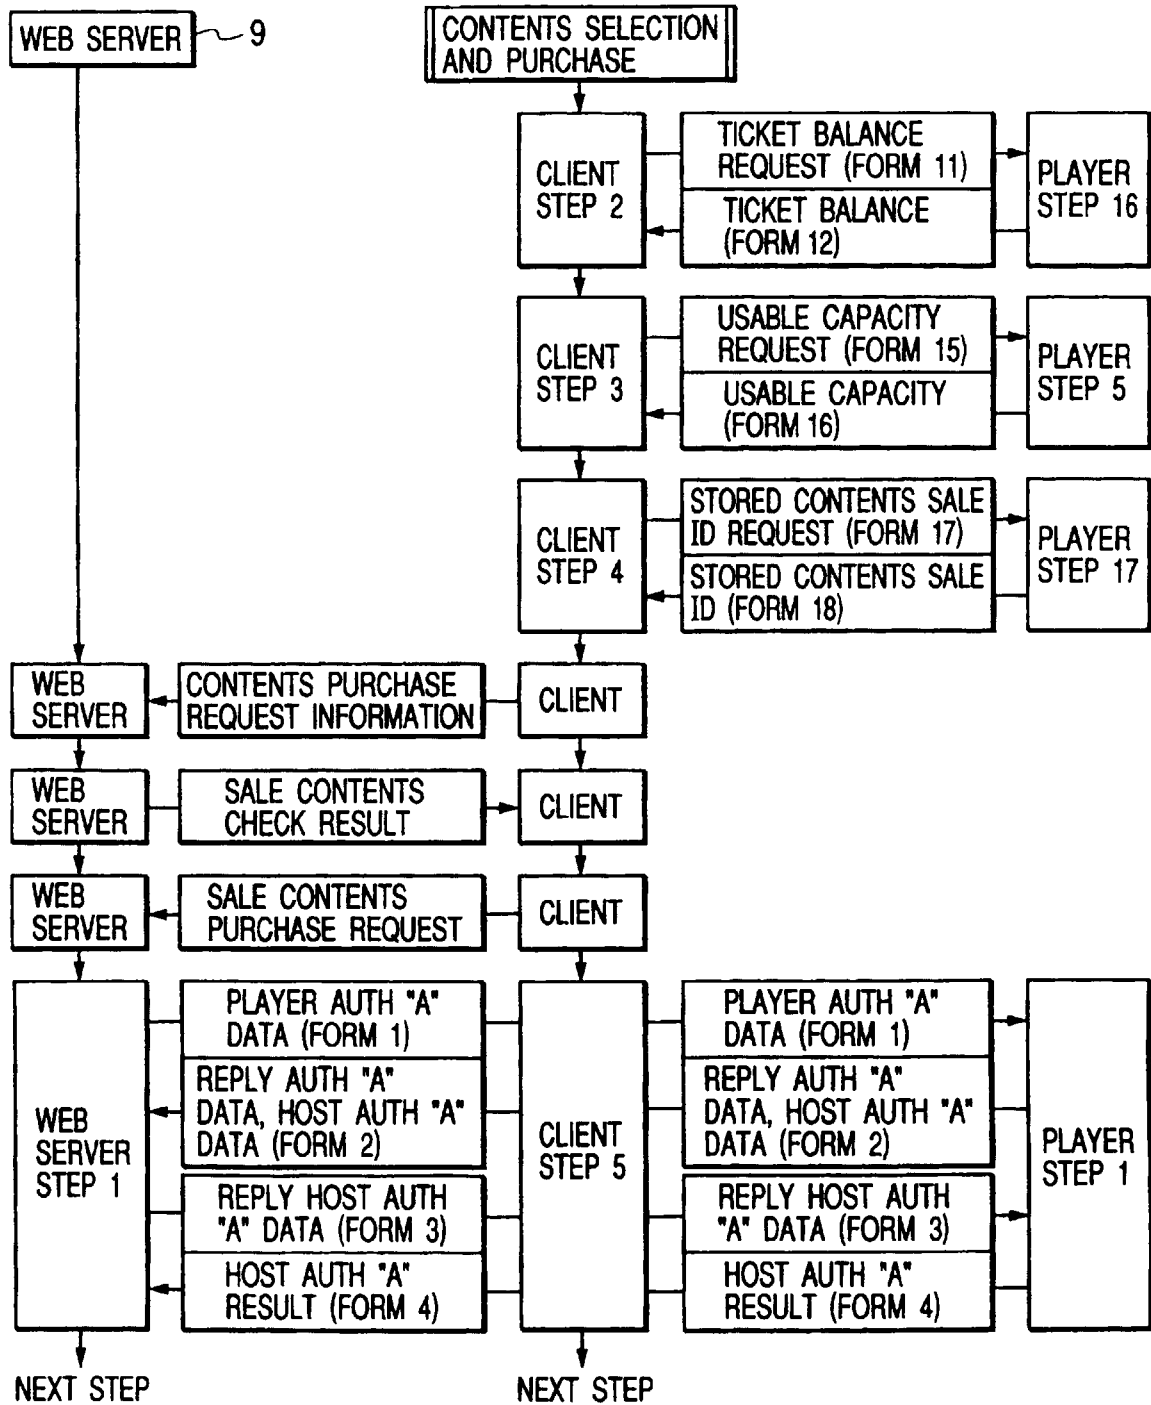 WEB SERVER
9
CONTENTS SELECTION
AND PURCHASE
CLIENT
STEP 2
TICKET BALANCE
REQUEST (FORM 11)
TICKET BALANCE
(FORM 12)
PLAYER
STEP 16
CLIENT
STEP 3
USABLE CAPACITY
REQUEST (FORM 15)
USABLE CAPACITY
(FORM 16)
PLAYER
STEP 5
CLIENT
STEP 4
STORED CONTENTS SALE
ID REQUEST (FORM 17)
STORED CONTENTS SALE
ID (FORM 18)
PLAYER
STEP 17
WEB
SERVER
CONTENTS PURCHASE
REQUEST INFORMATION
CLIENT
WEB
SERVER
SALE CONTENTS
CHECK RESULT
CLIENT
WEB
SERVER
SALE CONTENTS
PURCHASE REQUEST
CLIENT
WEB
SERVER
STEP 1
PLAYER AUTH "A"
DATA (FORM 1)
REPLY AUTH "A"
DATA, HOST AUTH "A"
DATA (FORM 2)
REPLY HOST AUTH
"A" DATA (FORM 3)
HOST AUTH "A"
RESULT (FORM 4)
CLIENT
STEP 5
PLAYER AUTH "A"
DATA (FORM 1)
REPLY AUTH "A"
DATA, HOST AUTH "A"
DATA (FORM 2)
REPLY HOST AUTH
"A" DATA (FORM 3)
HOST AUTH "A"
RESULT (FORM 4)
PLAYER
STEP 1
NEXT STEP
NEXT STEP